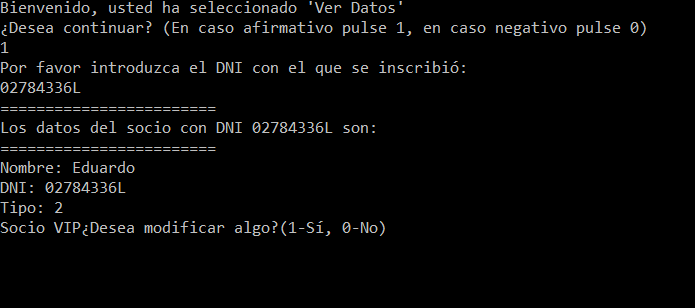 Bienvenido, usted ha seleccionado 'Ver Datos'
¿Desea continuar? (En caso afirmativo pulse 1, en caso negativo pulse 0)
1
Por favor introduzca el DNI con el que se inscribió:
02784336L
========================
Los datos del socio con DNI 02784336L son:
========================
Nombre: Eduardo
DNI: 02784336L
Tipo: 2
Socio VIP¿Desea modificar algo?(1-Sí, 0-No)